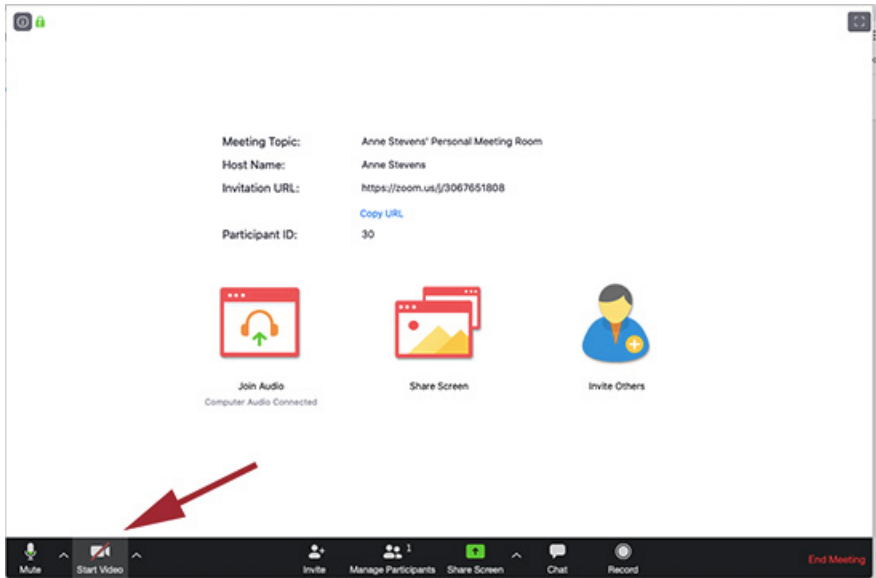 Meeting Topic: Anne Stevens' Personal Meeting Room
Host Name: Anne Stevens
Invitation URL: https://zoom.us/j/3067651808
Copy URL
Participant ID: 30
Join Audio Share Screen Invite Others
Computer Audio Connected
Mute Start Video Invite Manage Participants 1 Share Screen Chat Record End Meeting